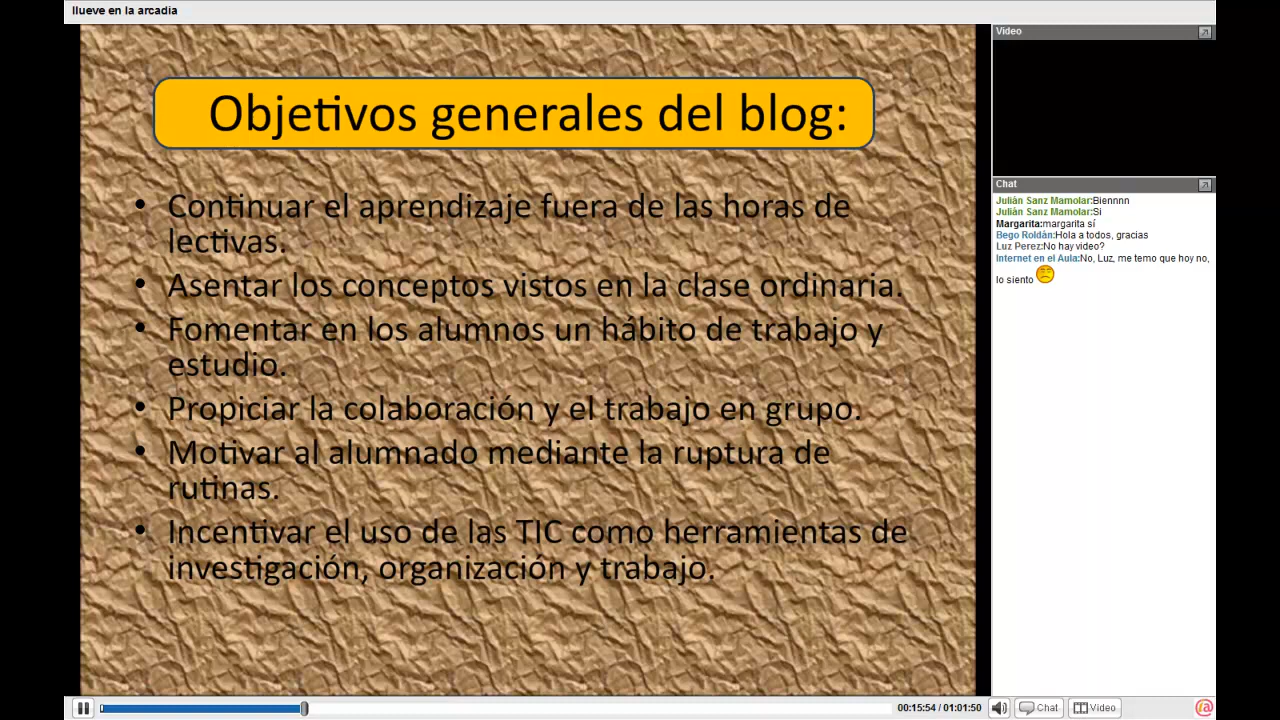 llueve en la arcadia
Objetivos generales del blog:
• Continuar el aprendizaje fuera de las horas de
lectivas.
• Asentar los conceptos vistos en la clase ordinaria.
• Fomentar en los alumnos un hábito de trabajo y
estudio.
• Propiciar la colaboración y el trabajo en grupo.
• Motivar al alumnado mediante la ruptura de
rutinas.
• Incentivar el uso de las TIC como herramientas de
investigación, organización y trabajo.
Video
Chat
Julián Sanz Mamolar:Biennnn
Julián Sanz Mamolar:Si
Margarita:margarita sí
Bego Roldán:Hola a todos, gracias
Luz Perez:No hay video?
Internet en el Aula:No, Luz, me temo que hoy no,
lo siento
00:15:54 / 01:01:50
Chat
Video